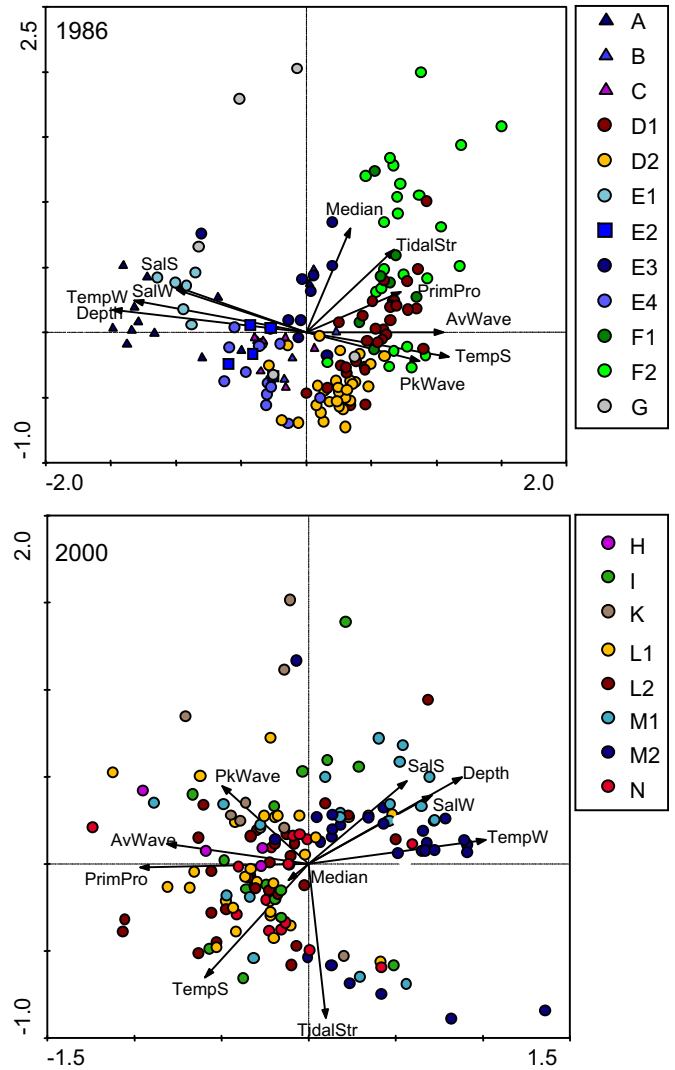 2.5
1986
A
B
C
D1
D2
E1
E2
E3
E4
F1
F2
G
Median
TidalStr
SalS
SalW
TempW
Depth
PrimPro
AvWave
TempS
PkWave
-1.0
-2.0
2.0
2.0
2000
H
I
K
L1
L2
M1
M2
N
PkWave
SalS
Depth
SalW
TempW
AvWave
PrimPro
Median
TempS
TidalStr
-1.0
-1.5
1.5